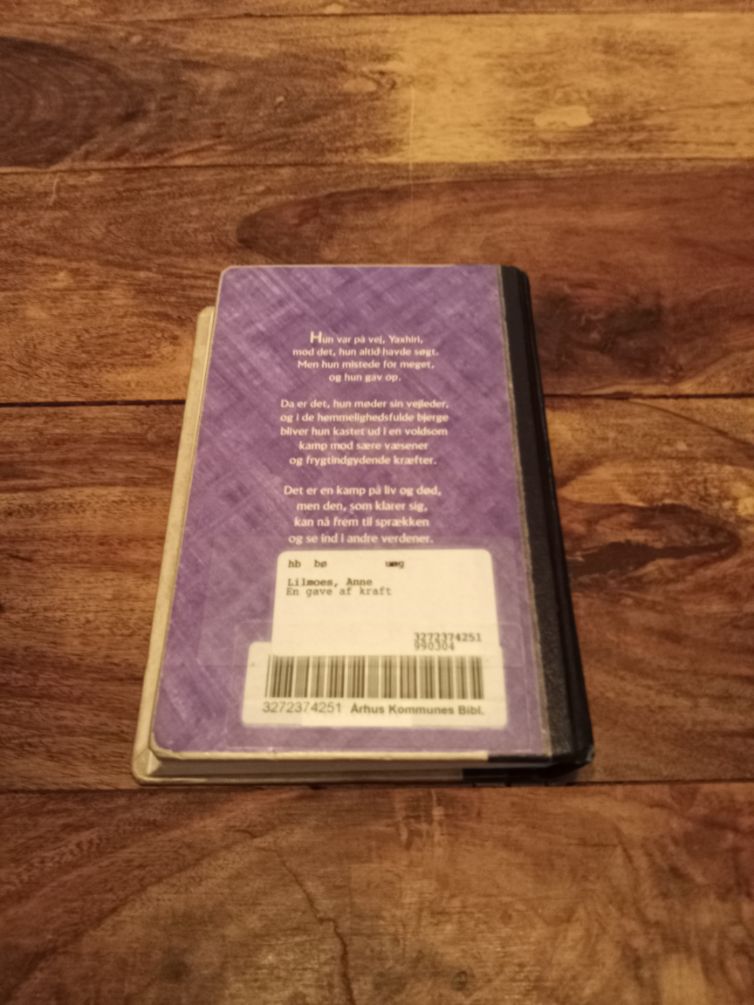 Hun var på vej, Yaxhiri,
mod det, hun altid havde søgt.
Men hun mistede for meget,
og hun gav op.
Da er det, hun møder sin vejleder,
og i de hemmelighedsfulde bjerge
bliver hun kastet ud i en voldsom
kamp mod sære væsener
og frygtindgydende kræfter.
Det er en kamp på liv og død,
men den, som klarer sig,
kan nå frem til sprækken
og se ind i andre verdener.
hb bø
Lilmoes, Anne
En gave af kraft
3272374251
990304
3272374251 Århus Kommunes Bibl.